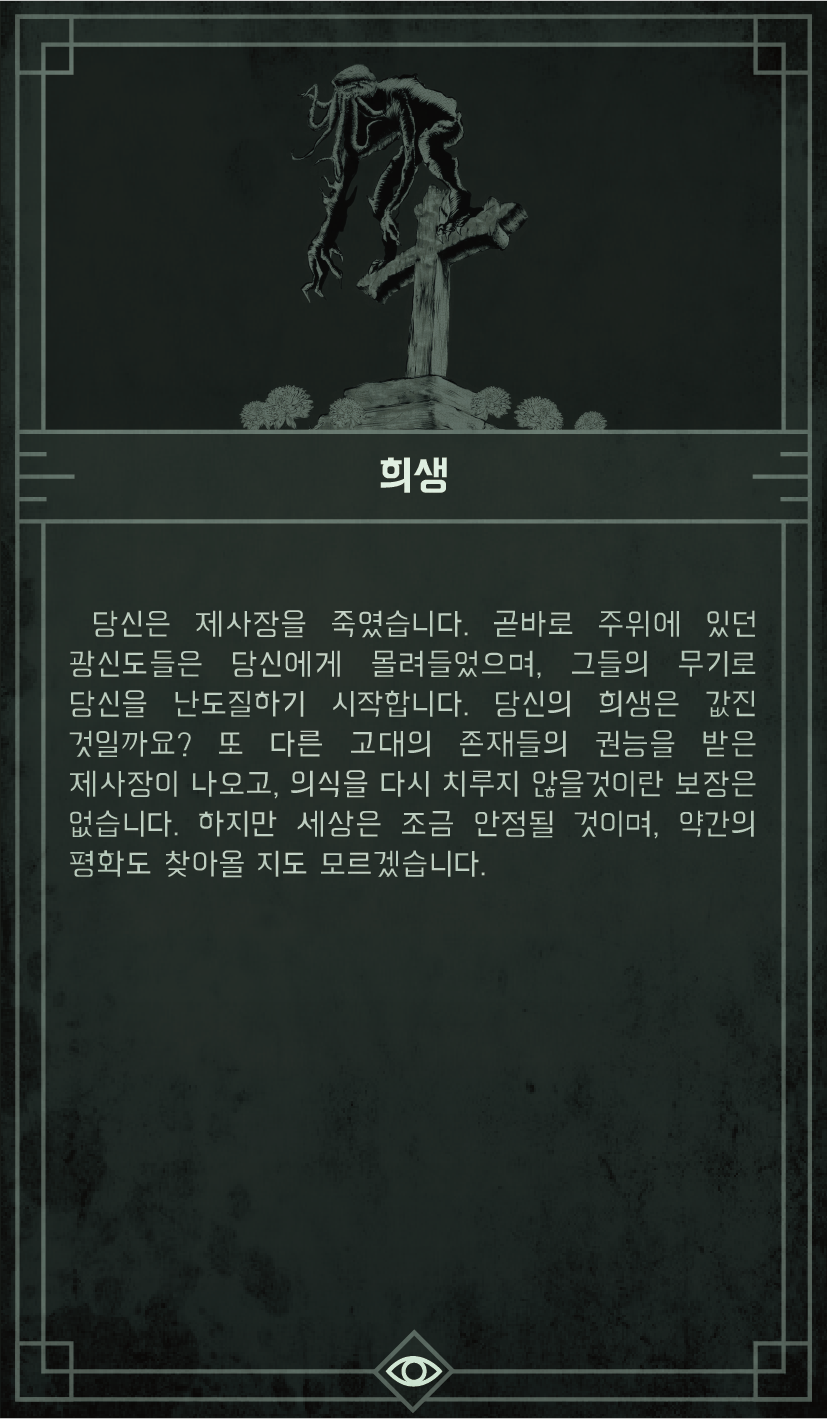 희생
당신은 제사장을 죽였습니다. 곧바로 주위에 있던
광신도들은 당신에게 몰려들었으며, 그들의 무기로
당신을 난도질하기 시작합니다. 당신의 희생은 값진
것일까요? 또 다른 고대의 존재들의 권능을 받은
제사장이 나오고, 의식을 다시 치루지 않을것이란 보장은
없습니다. 하지만 세상은 조금 안정될 것이며, 약간의
평화도 찾아올 지도 모르겠습니다.